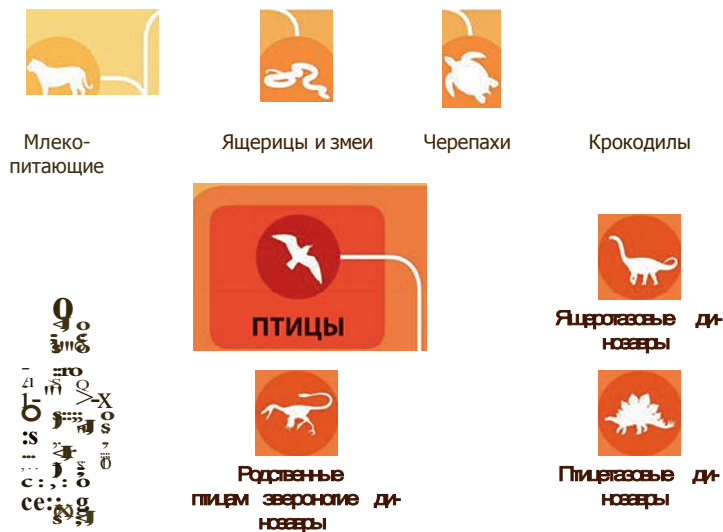 Млеко-
питающие
Ящерицы и змеи
Черепахи
Крокодилы
ПТИЦЫ
Ящеротазовые ди-
нозавры
Родственные
птицам звероногие ди-
нозавры
Птицетазовые ди-
нозавры